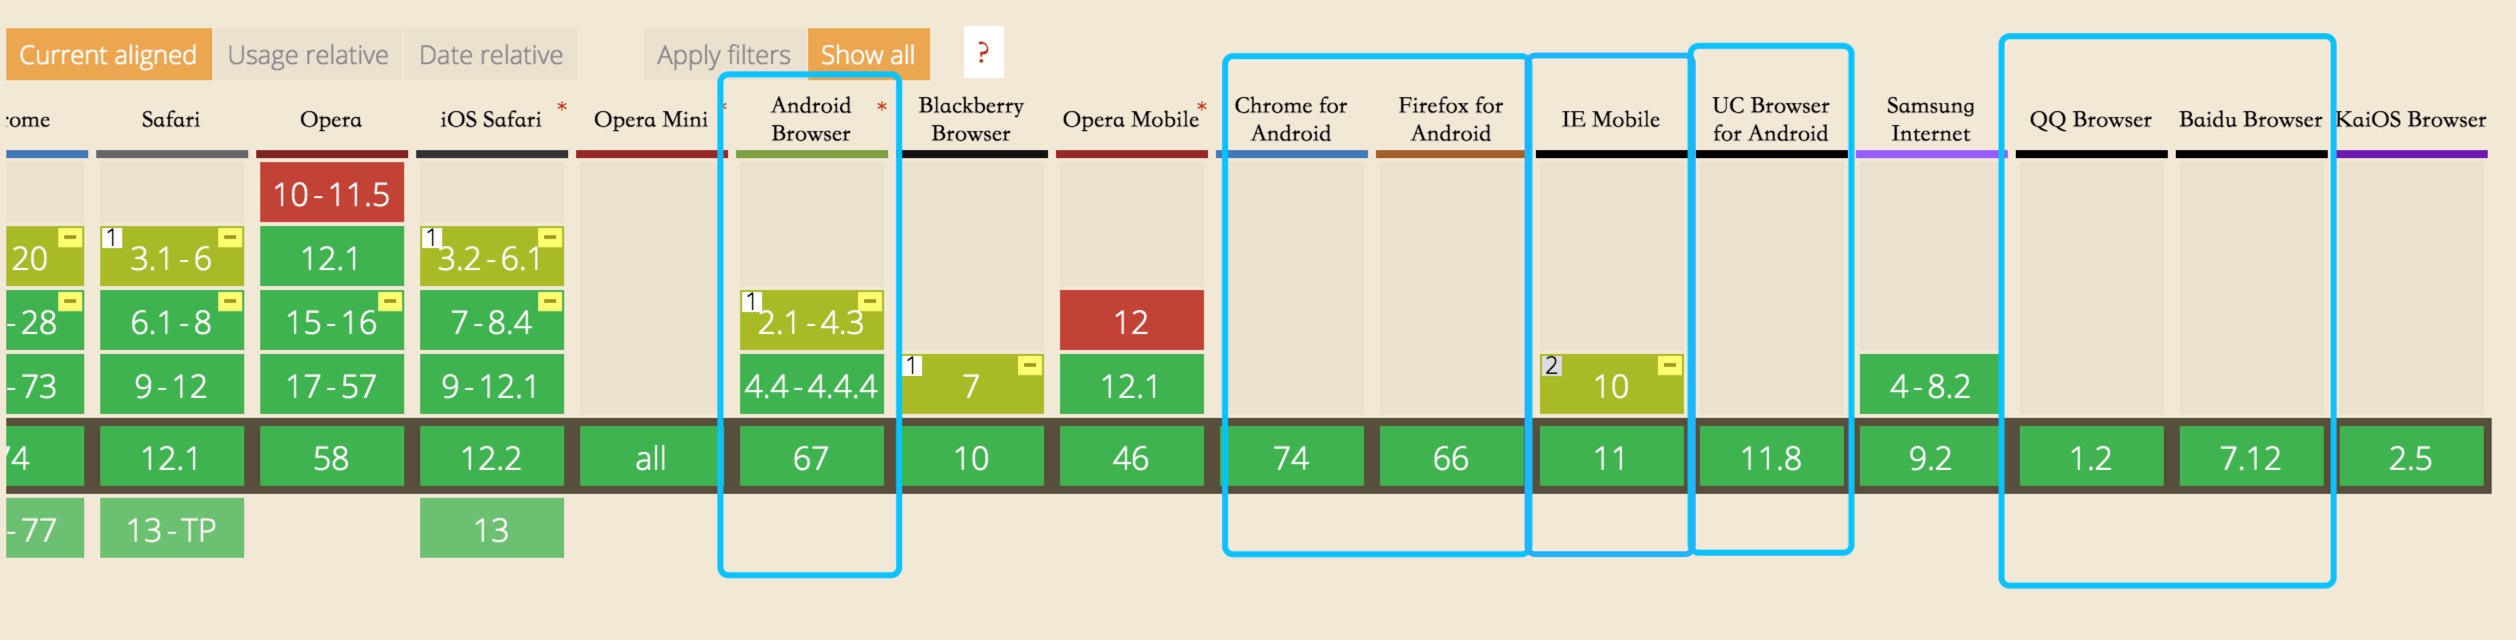 Current aligned Usage relative Date relative Apply filters Show all ?
rome Safari Opera iOS Safari * Opera Mini * Android Browser * Blackberry Browser Opera Mobile * Chrome for Android Firefox for Android IE Mobile UC Browser for Android Samsung Internet QQ Browser Baidu Browser KaiOS Browser
10-11.5
20 - 1 3.1-6 - 12.1 1 3.2-6.1 -
-28 - 6.1-8 - 15-16 - 7-8.4 1 2.1-4.3 - 12
-73 9-12 17-57 9-12.1 4.4-4.4.4 1 7 - 12.1 2 10 - 4-8.2
74 12.1 58 12.2 all 67 10 46 74 66 11 11.8 9.2 1.2 7.12 2.5
-77 13-TP 13